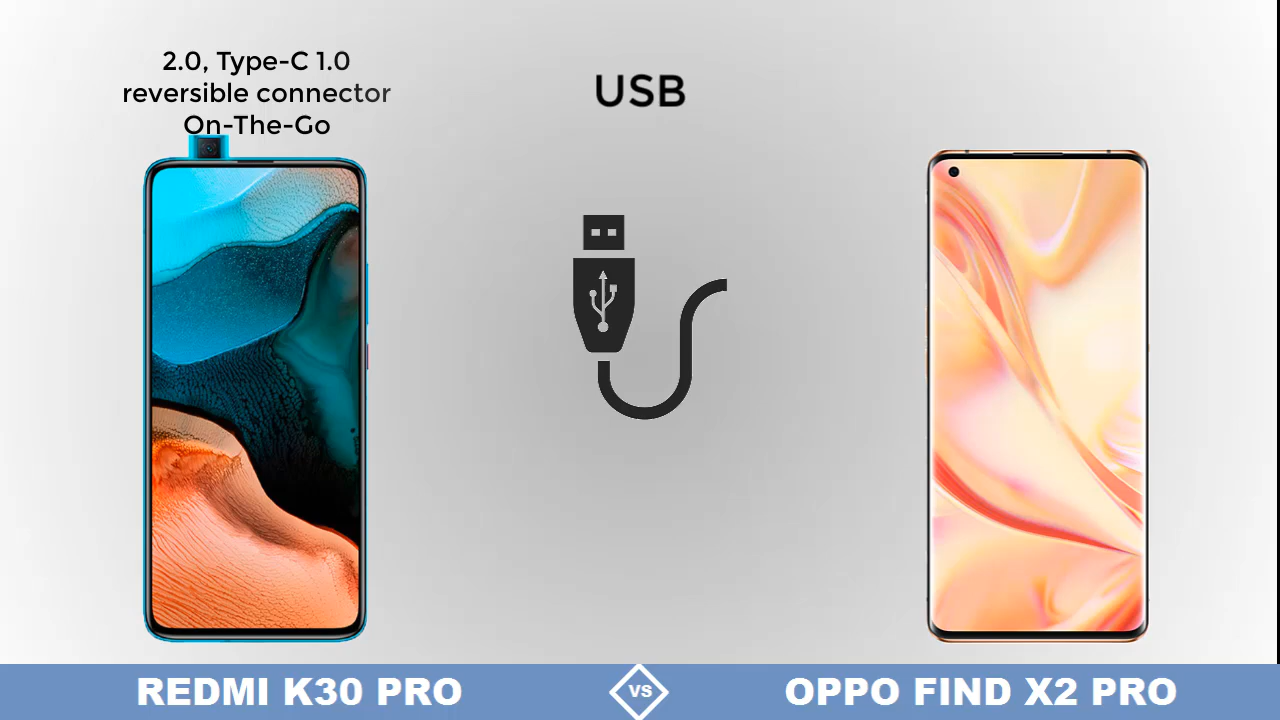 2.0, Type-C 1.0
reversible connector
On-The-Go
USB
REDMI K30 PRO
VS
OPPO FIND X2 PRO